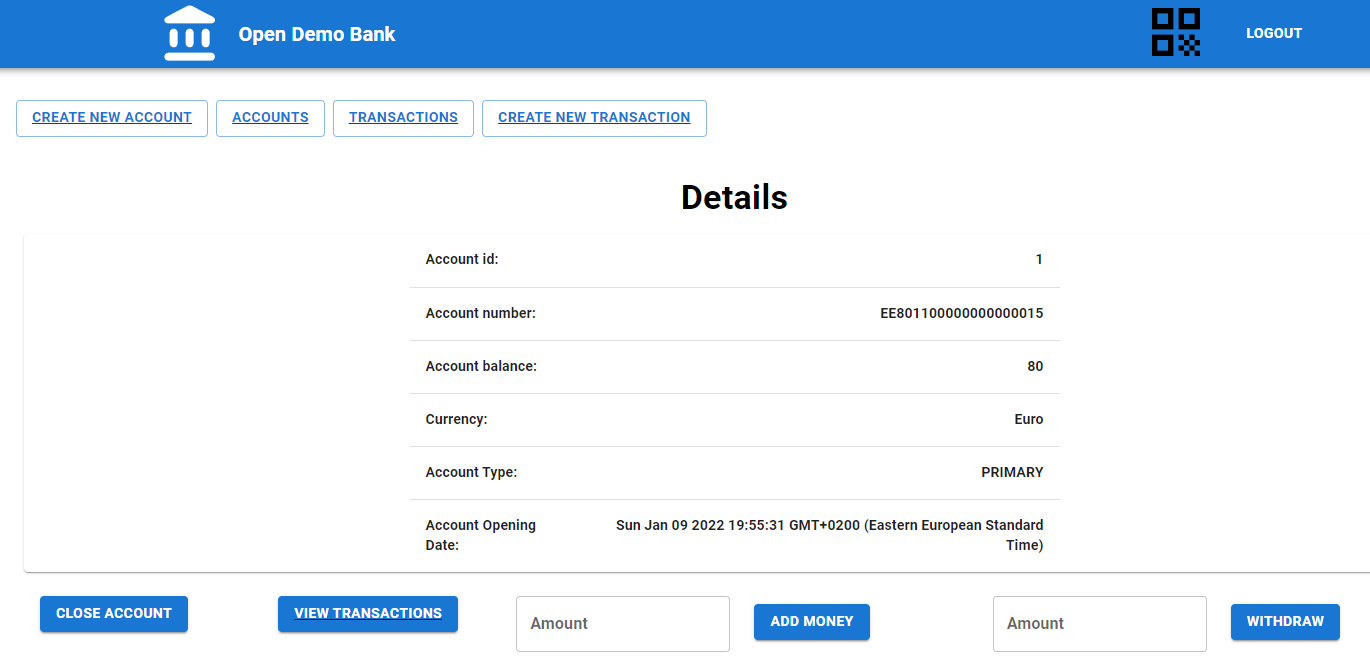 Open Demo Bank
LOGOUT
CREATE NEW ACCOUNT
ACCOUNTS
TRANSACTIONS
CREATE NEW TRANSACTION
Details
Account id: 1
Account number: EE801100000000000015
Account balance: 80
Currency: Euro
Account Type: PRIMARY
Account Opening
Date:
Sun Jan 09 2022 19:55:31 GMT+0200 (Eastern European Standard
Time)
CLOSE ACCOUNT
VIEW TRANSACTIONS
Amount
ADD MONEY
Amount
WITHDRAW